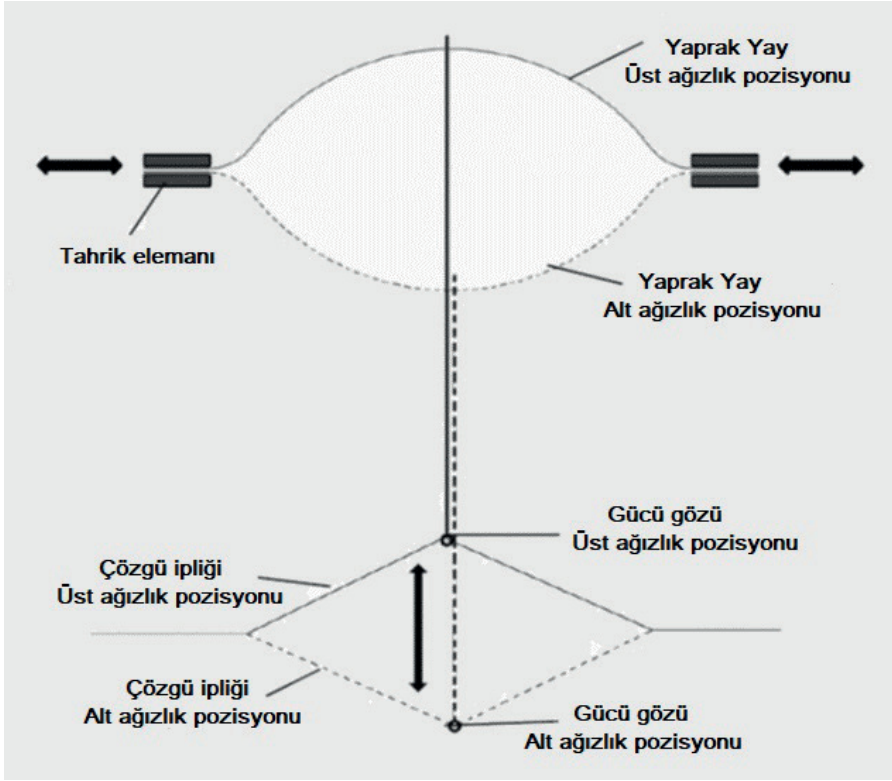 Yaprak Yay
Üst ağızlık pozisyonu
Tahrik elemanı
Yaprak Yay
Alt ağızlık pozisyonu
Gücü gözü
Üst ağızlık pozisyonu
Çözgü ipliği
Üst ağızlık pozisyonu
Çözgü ipliği
Alt ağızlık pozisyonu
Gücü gözü
Alt ağızlık pozisyonu